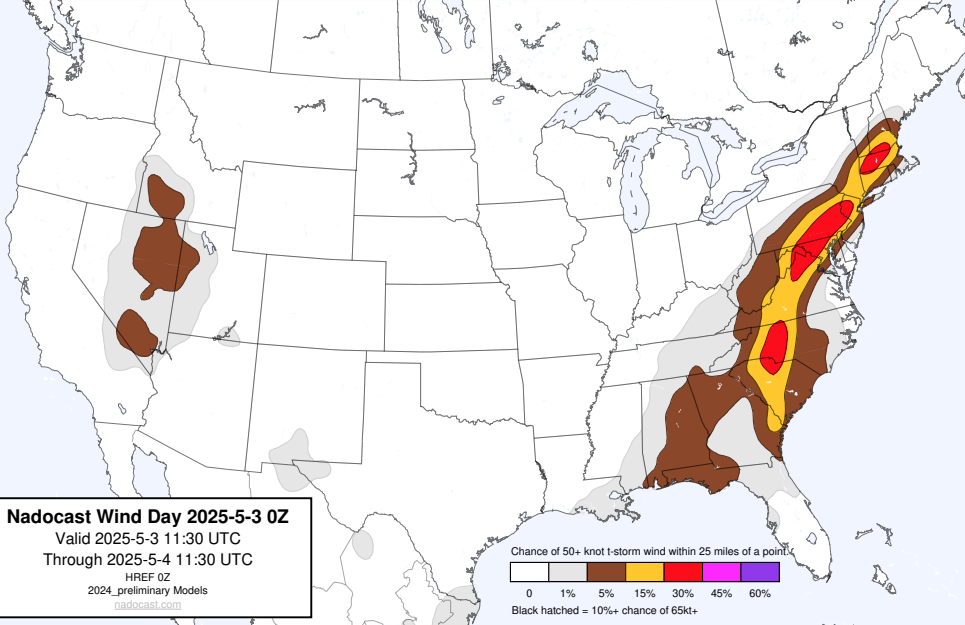 Nadocast Wind Day 2025-5-3 0Z
Valid 2025-5-3 11:30 UTC
Through 2025-5-4 11:30 UTC
HREF 0Z
2024_preliminary Models
nadocast.com
Chance of 50+ knot t-storm wind within 25 miles of a point.
0 1% 5% 15% 30% 45% 60%
Black hatched = 10%+ chance of 65kt+